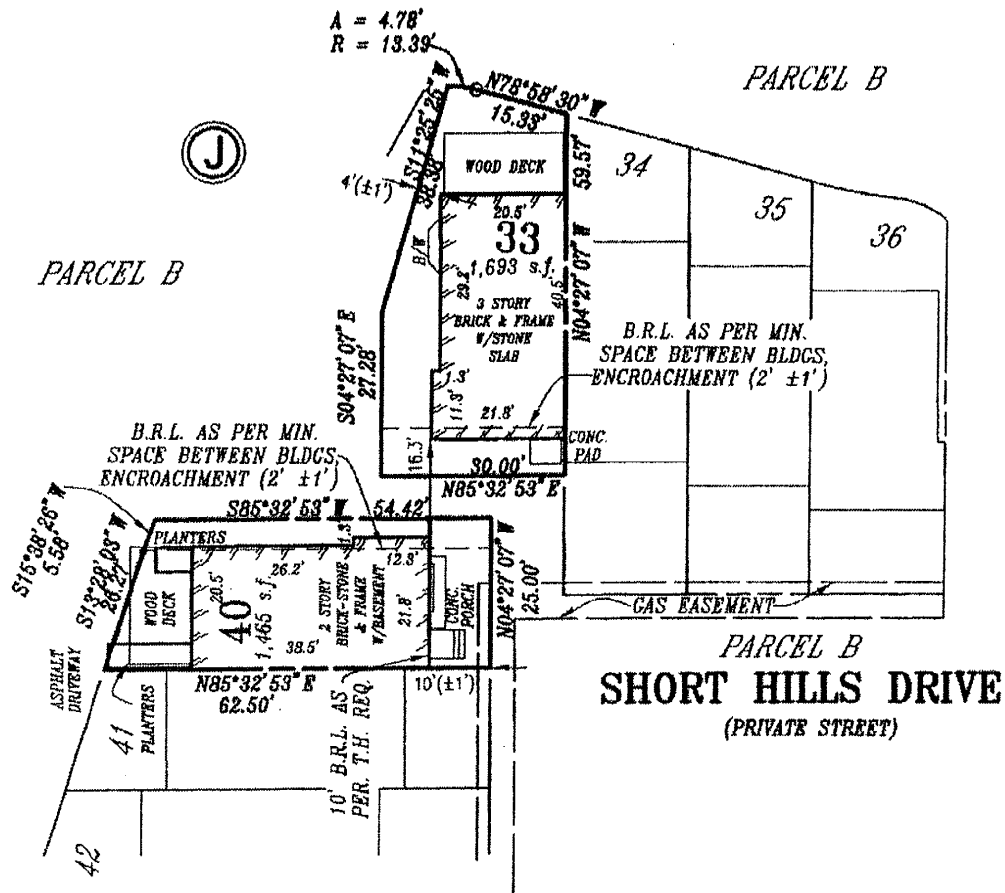 A = 4.78'
R = 13.39'
N78°58'30" W
15.33'
PARCEL B
J
S11°25'25" W
38.98'
4'(±1')
WOOD DECK
59.57'
N04°27'07" W
34
35
36
20.5'
33
1,693 s.f.
B/W
29.2'
40.5'
3 STORY
BRICK & FRAME
W/STONE
SLAB
PARCEL B
S04°27'07" E
27.28'
B.R.L. AS PER MIN.
SPACE BETWEEN BLDGS,
ENCROACHMENT (2' ±1')
1.3'
11.3'
21.8'
CONC.
PAD
16.3'
30.00'
N85°32'53" E
B.R.L. AS PER MIN.
SPACE BETWEEN BLDGS,
ENCROACHMENT (2' ±1')
S85°32'53" W
54.42'
S15°38'26" W
5.58'
S13°28'03" W
20.27'
PLANTERS
1.3'
12.3'
26.2'
20.5'
WOOD
DECK
40
1,465 s.f.
2 STORY
BRICK-STONE
& FRAME
W/BASEMENT
21.8'
38.5'
CONC.
PORCH
N04°27'07" W
25.00'
GAS EASEMENT
ASPHALT
DRIVEWAY
N85°32'53" E
62.50'
10'(±1')
41
PLANTERS
10' B.R.L. AS
PER. T.H. REQ.
42
PARCEL B
SHORT HILLS DRIVE
(PRIVATE STREET)